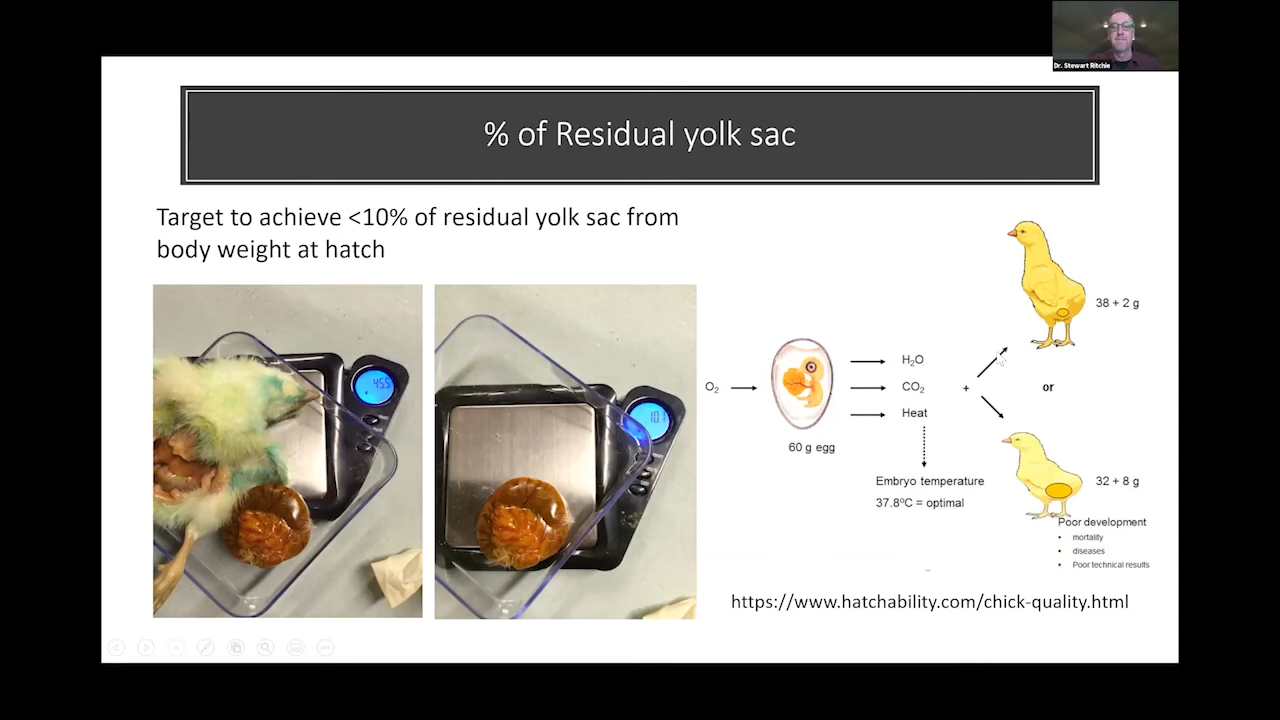 Dr. Stewart Ritchie
% of Residual yolk sac
Target to achieve <10% of residual yolk sac from
body weight at hatch
45.5
10.1
O₂
60 g egg
H₂O
CO₂
Heat
+
Embryo temperature
37.8ºC = optimal
38 + 2 g
or
32 + 8 g
Poor development
• mortality
• diseases
• Poor technical results
https://www.hatchability.com/chick-quality.html